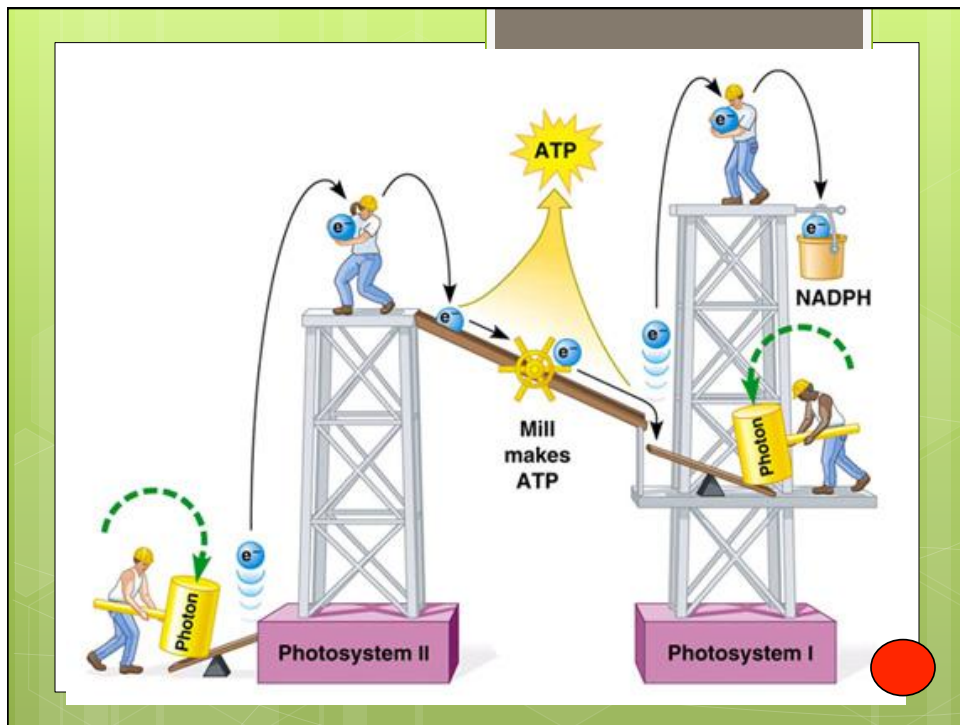 e⁻
ATP
e⁻
e⁻
NADPH
e⁻
e⁻
e⁻
Mill
makes
ATP
Photon
e⁻
Photon
Photosystem II
Photosystem I